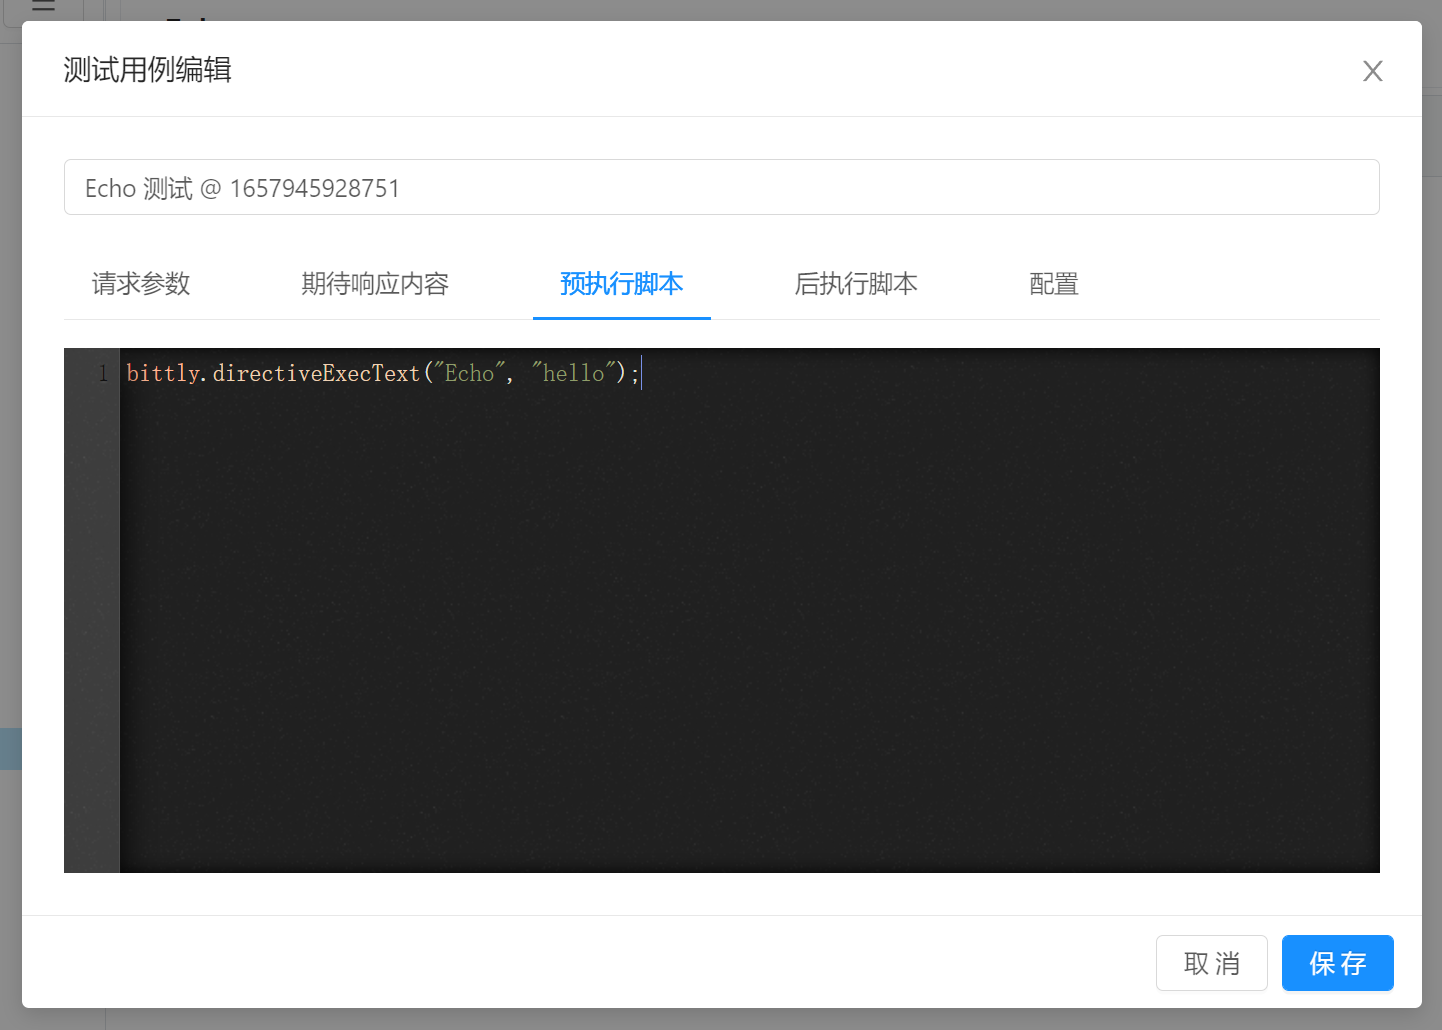 测试用例编辑
Echo 测试 @ 1657945928751
请求参数 期待响应内容 预执行脚本 后执行脚本 配置
1 bittly.directiveExecText("Echo", "hello");
取 消 保 存